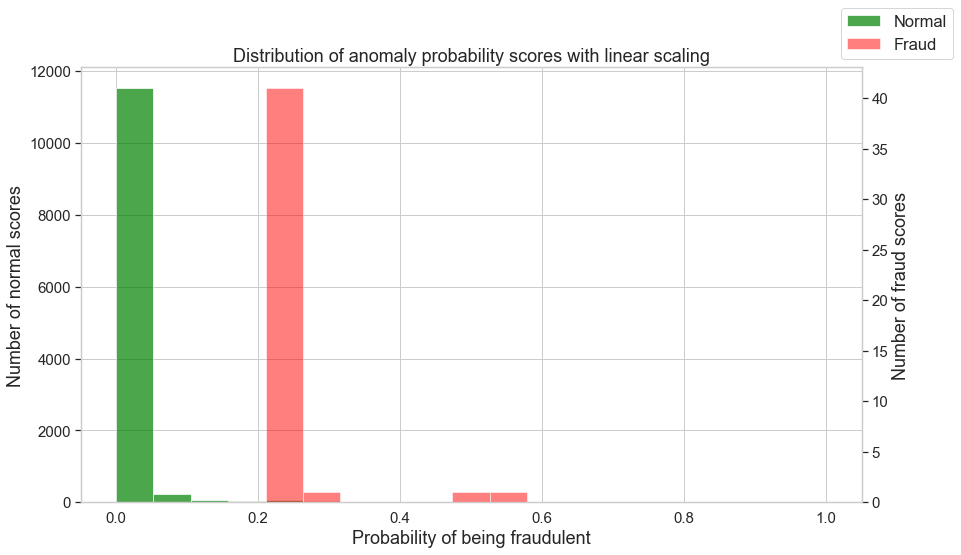 Normal
Fraud
Distribution of anomaly probability scores with linear scaling
12000
10000
8000
6000
4000
2000
0
Number of normal scores
40
35
30
25
20
15
10
5
0
Number of fraud scores
0.0 0.2 0.4 0.6 0.8 1.0
Probability of being fraudulent